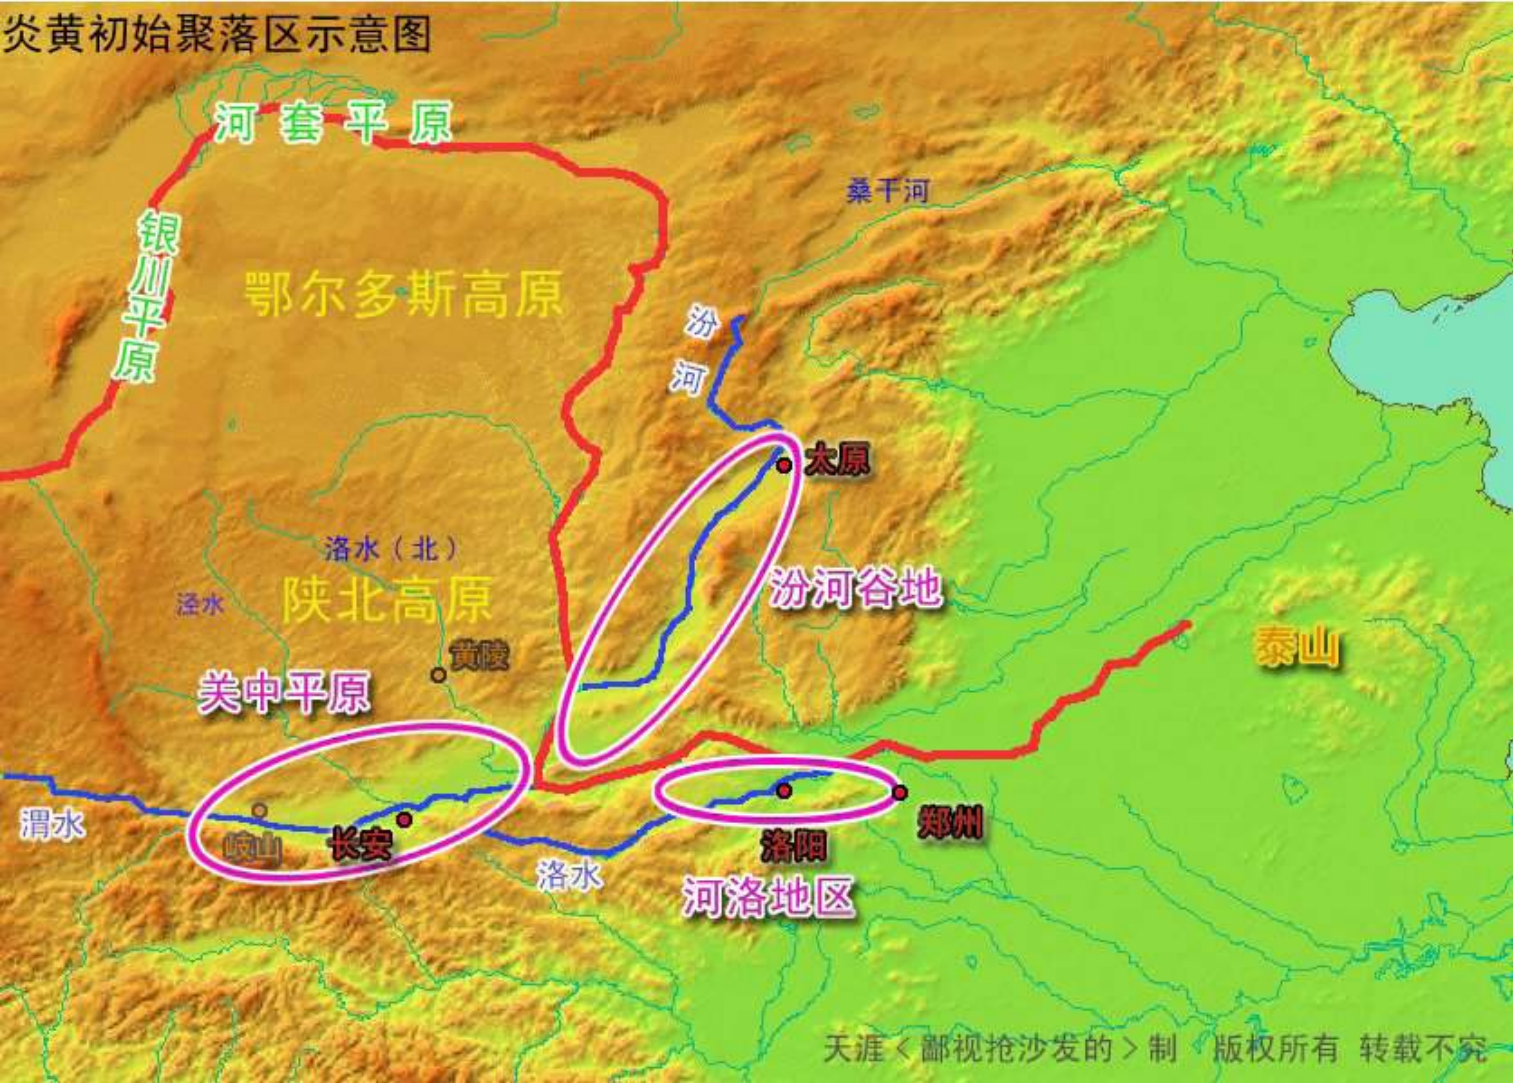 炎黄初始聚落区示意图
河套平原
桑干河
银川平原
鄂尔多斯高原
汾河
太原
洛水（北）
陕北高原
泾水
汾河谷地
黄陵
泰山
关中平原
渭水
岐山
长安
洛水
洛阳
郑州
河洛地区
天涯<鄙视抢沙发的>制 版权所有 转载不究